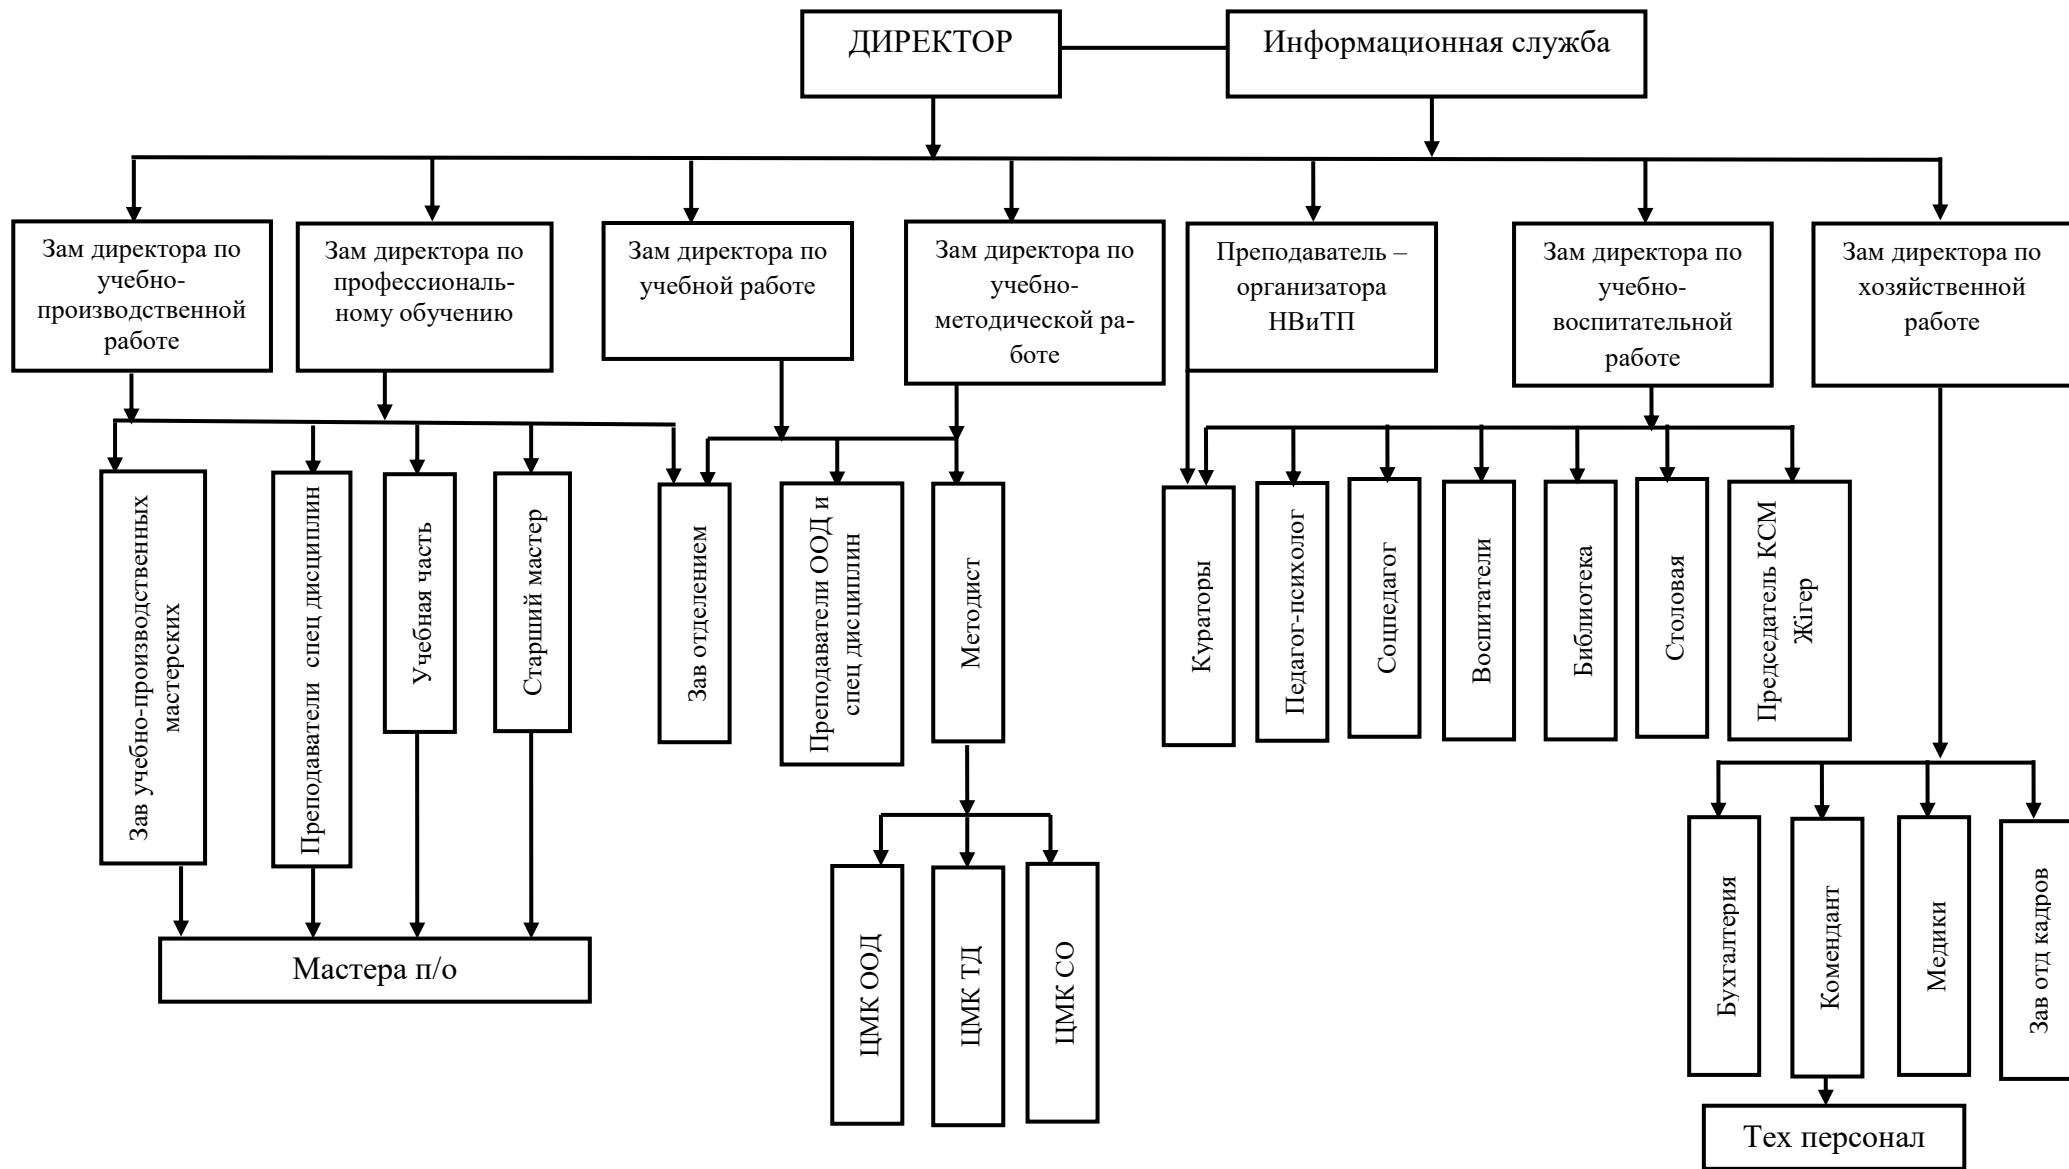 ДИРЕКТОР
Информационная служба
Зам директора по
учебно-
производственной
работе
Зам директора по
профессиональ-
ному обучению
Зам директора по
учебной работе
Зам директора по
учебно-
методической ра-
боте
Преподаватель –
организатора
НВиТП
Зам директора по
учебно-
воспитательной
работе
Зам директора по
хозяйственной
работе
Зав учебно-производственных
мастерских
Преподаватели спец дисциплин
Учебная часть
Старший мастер
Зав отделением
Преподаватели ООД и
спец дисциплин
Методист
Кураторы
Педагог-психолог
Соцпедагог
Воспитатели
Библиотека
Столовая
Председатель КСМ
Жігер
Мастера п/о
ЦМК ООД
ЦМК ТД
ЦМК СО
Бухгалтерия
Комендант
Медики
Зав отд кадров
Тех персонал